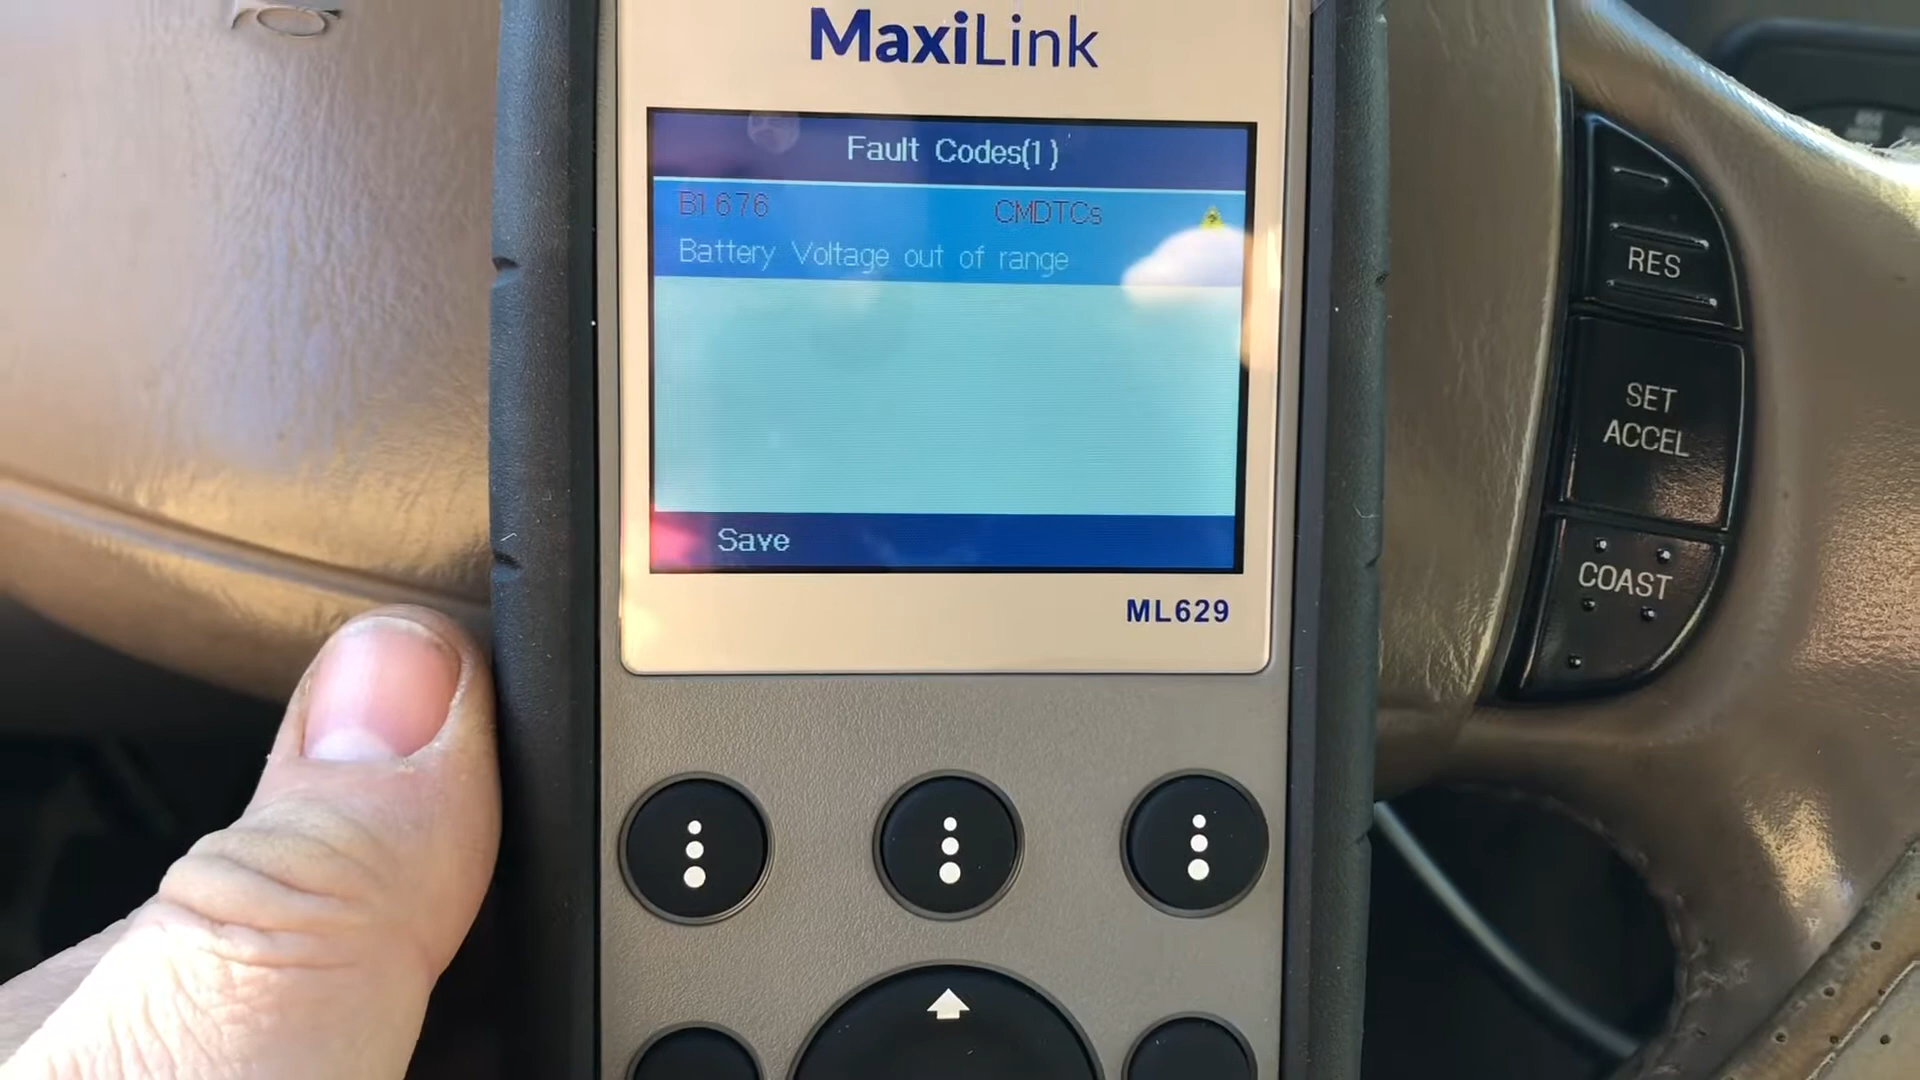 MaxiLink
Fault Codes(1)
B1676 CMDTCs
Battery Voltage out of range
Save
ML629
RES
SET
ACCEL
COAST